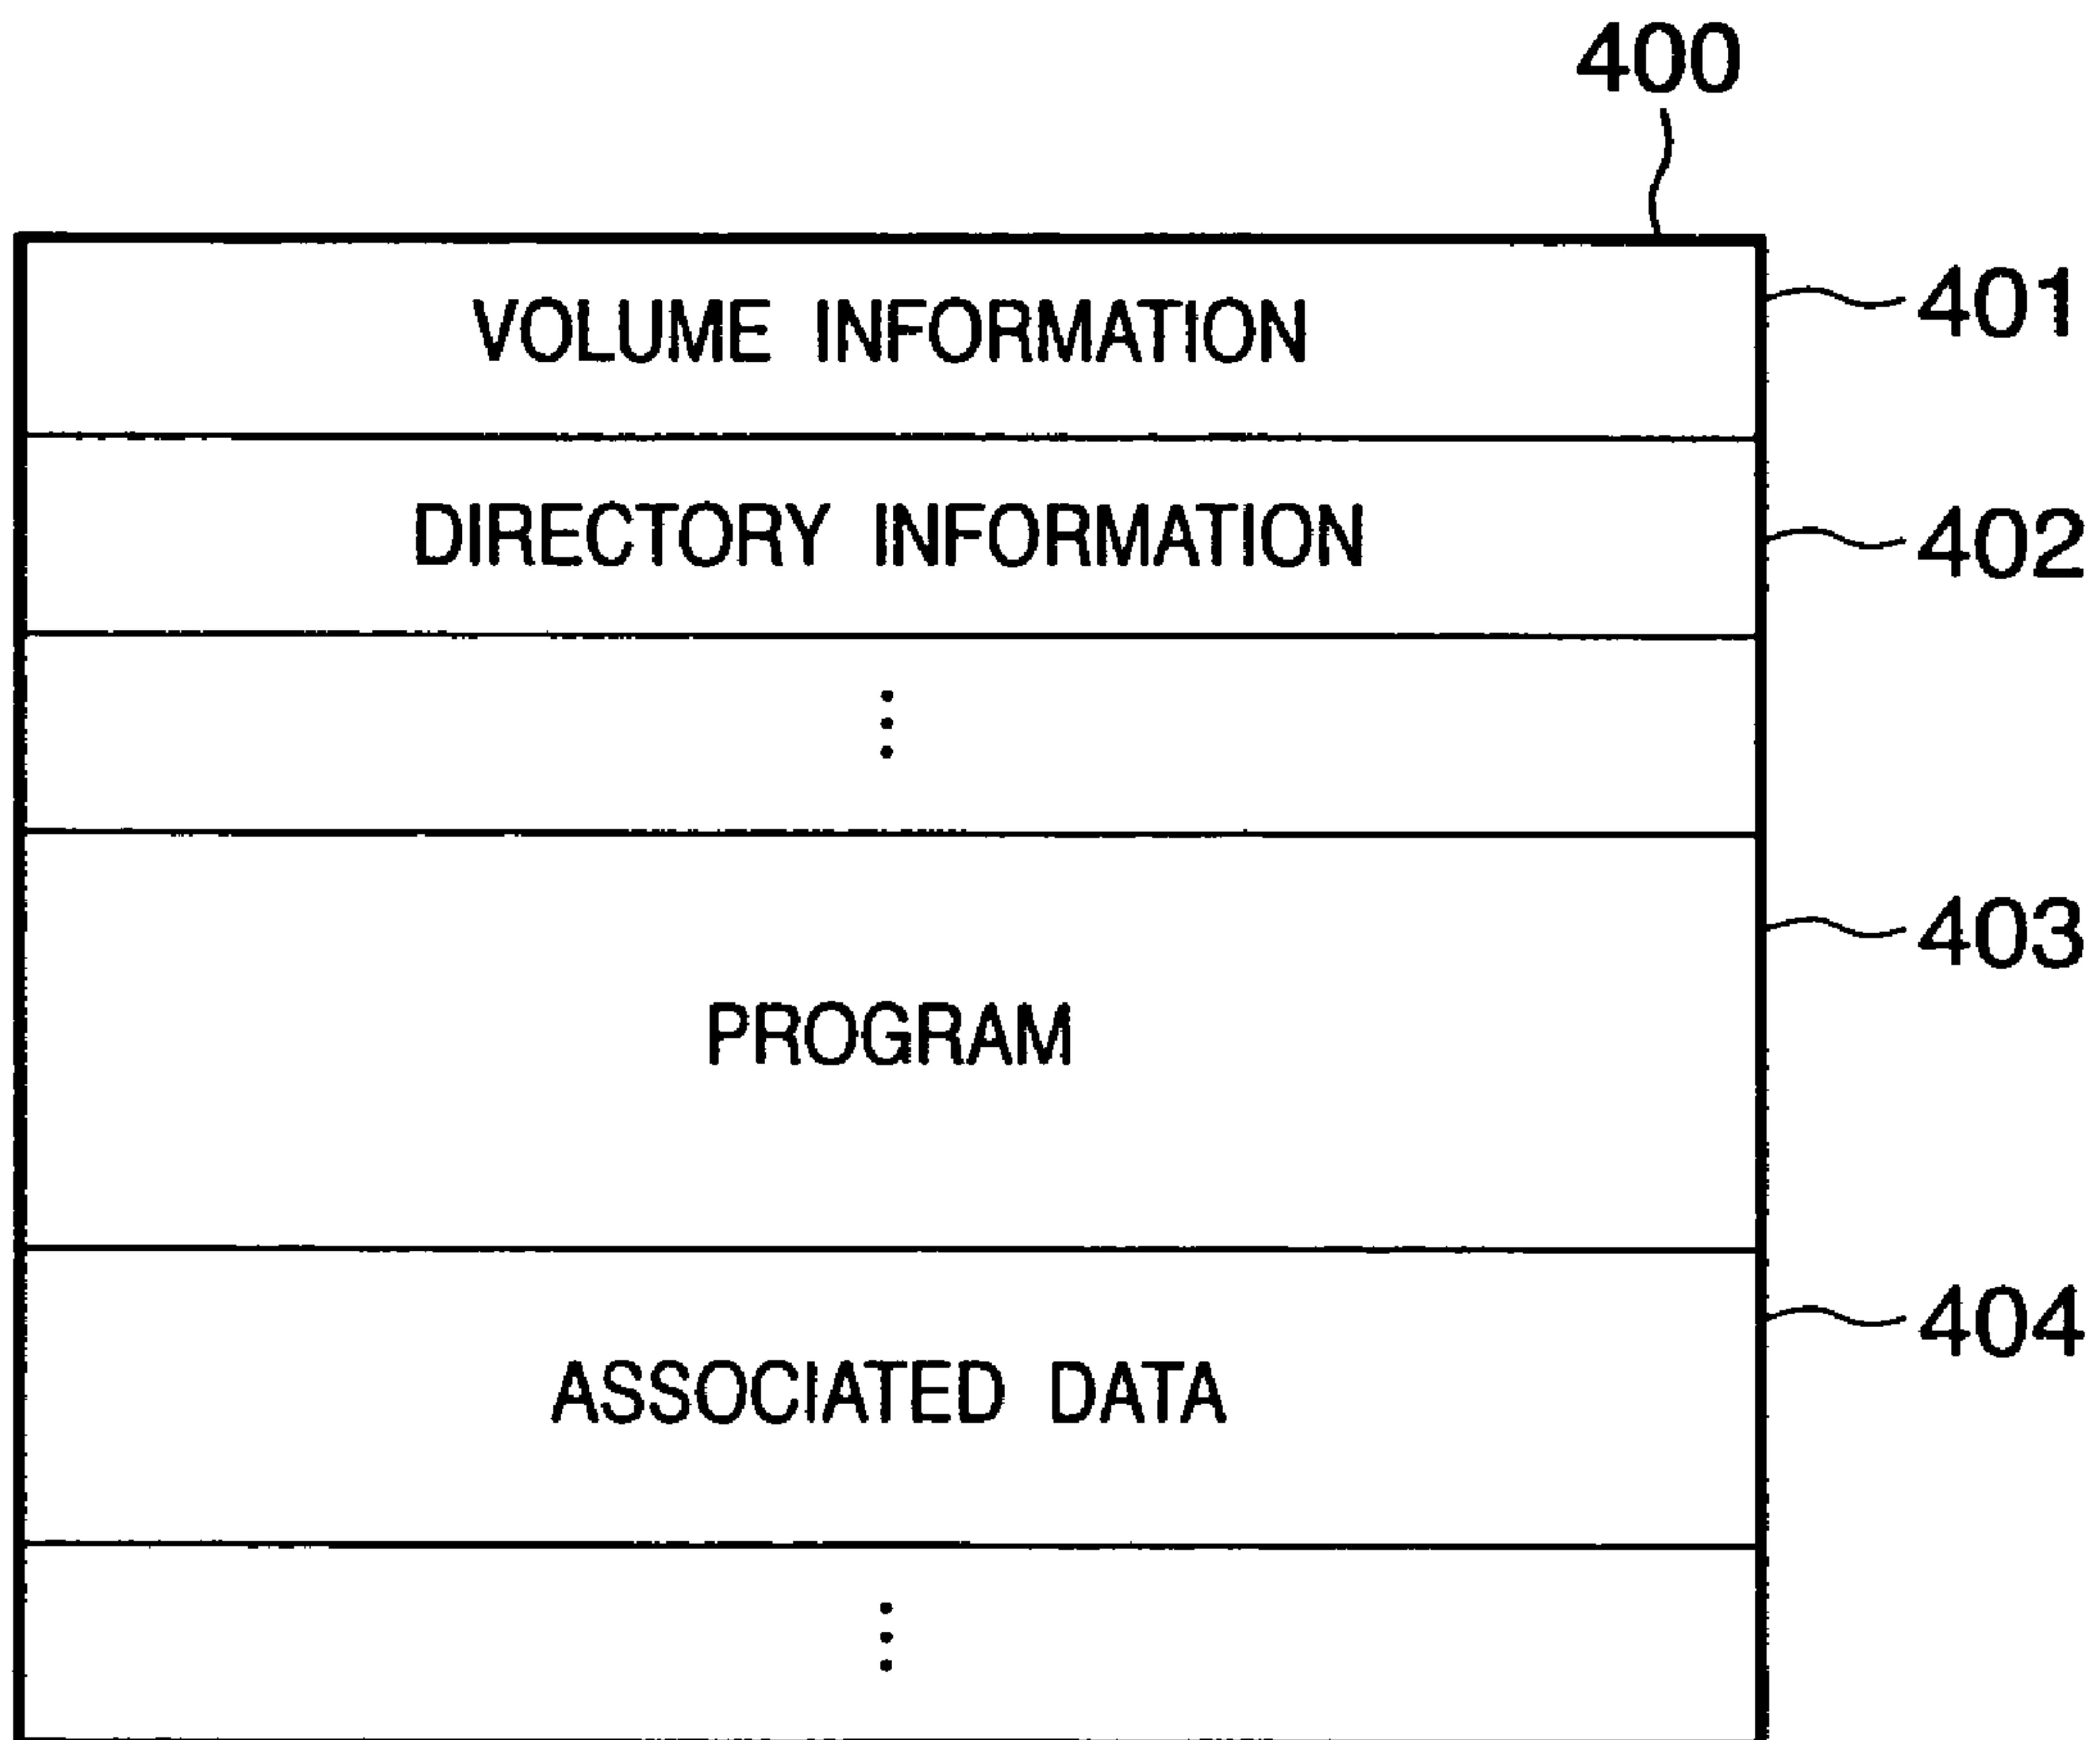 400
VOLUME INFORMATION 401
DIRECTORY INFORMATION 402
⋮
PROGRAM 403
ASSOCIATED DATA 404
⋮